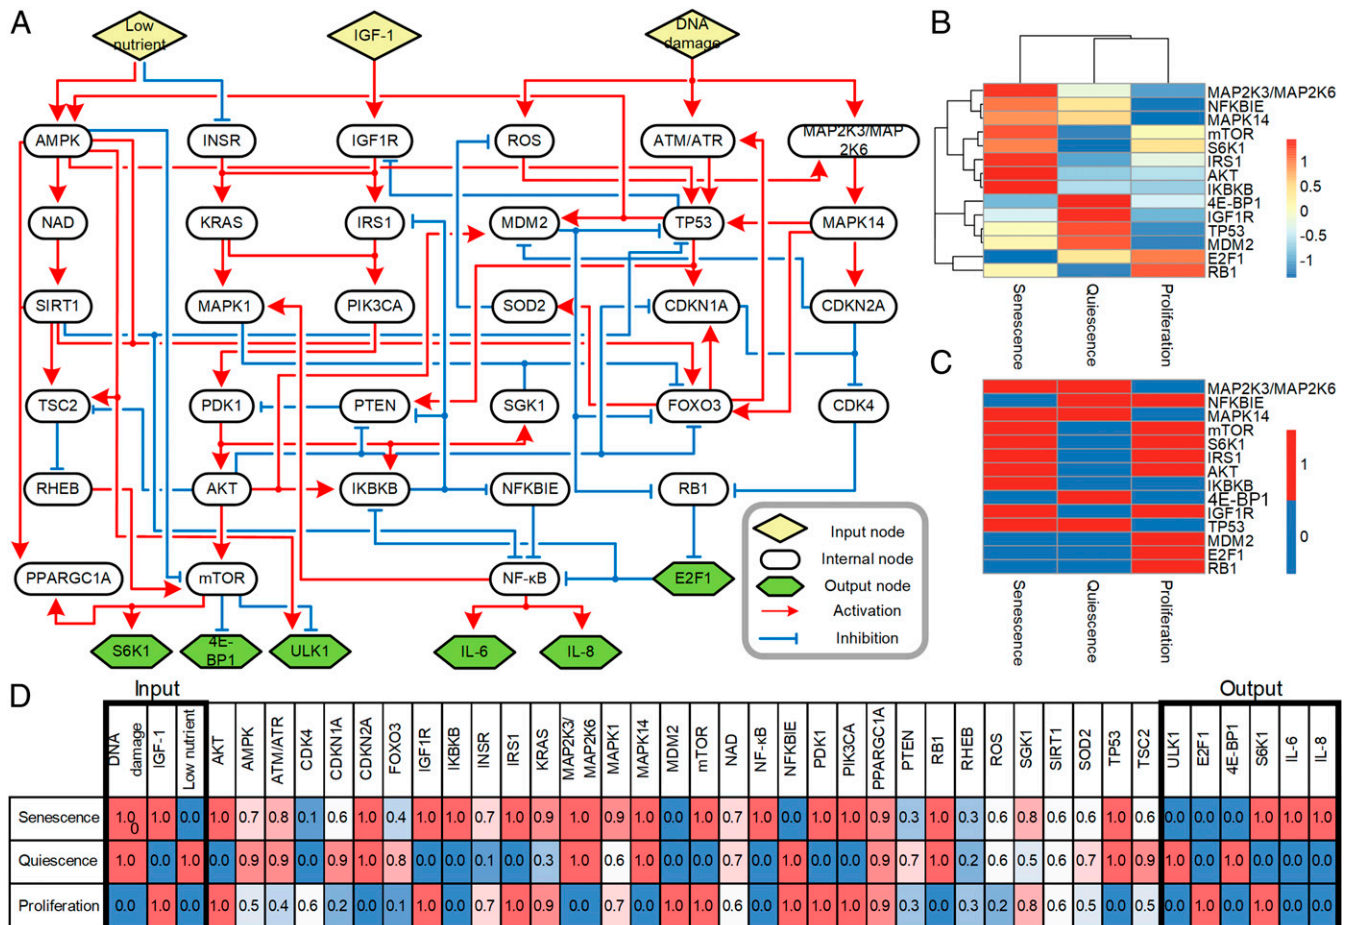 A
Low
nutrient
IGF-1
DNA
damage
AMPK
INSR
IGF1R
ROS
ATM/ATR
MAP2K3/MAP
2K6
NAD
KRAS
IRS1
MDM2
TP53
MAPK14
SIRT1
MAPK1
PIK3CA
SOD2
CDKN1A
CDKN2A
TSC2
PDK1
PTEN
SGK1
FOXO3
CDK4
RHEB
AKT
IKBKB
NFKBIE
RB1
PPARGC1A
mTOR
NF-κB
E2F1
S6K1
4E-
BP1
ULK1
IL-6
IL-8
Input node
Internal node
Output node
Activation
Inhibition
B
MAP2K3/MAP2K6
NFKBIE
MAPK14
mTOR
S6K1
IRS1
AKT
IKBKB
4E-BP1
IGF1R
TP53
MDM2
E2F1
RB1
Senescence
Quiescence
Proliferation
1
0.5
0
-0.5
-1
C
MAP2K3/MAP2K6
NFKBIE
MAPK14
mTOR
S6K1
IRS1
AKT
IKBKB
4E-BP1
IGF1R
TP53
MDM2
E2F1
RB1
Senescence
Quiescence
Proliferation
1
0
D
Input
Output
DNA damage IGF-1 Low nutrient AKT AMPK ATM/ATR CDK4 CDKN1A CDKN2A FOXO3 IGF1R IKBKB INSR IRS1 KRAS MAP2K3/MAP2K6 MAPK1 MAPK14 MDM2 mTOR NAD NF-κB NFKBIE PDK1 PIK3CA PPARGC1A PTEN RB1 RHEB ROS SGK1 SIRT1 SOD2 TP53 TSC2 ULK1 E2F1 4E-BP1 S6K1 IL-6 IL-8
Senescence 1.0 0 1.0 0.0 1.0 0.7 0.8 0.1 0.6 1.0 0.4 1.0 1.0 0.7 1.0 0.9 1.0 0.9 1.0 0.0 1.0 0.7 1.0 0.0 1.0 1.0 0.9 0.3 1.0 0.3 0.6 0.8 0.6 0.6 1.0 0.6 0.0 0.0 0.0 1.0 1.0 1.0
Quiescence 1.0 0.0 1.0 0.0 0.9 0.9 0.0 0.9 1.0 0.8 0.0 0.0 0.1 0.0 0.3 1.0 0.6 1.0 0.0 0.0 0.7 0.0 1.0 0.0 0.0 0.9 0.7 1.0 0.2 0.6 0.5 0.6 0.7 1.0 0.9 1.0 0.0 1.0 0.0 0.0 0.0
Proliferation 0.0 1.0 0.0 1.0 0.5 0.4 0.6 0.2 0.0 0.1 1.0 0.0 0.7 1.0 0.9 0.0 0.7 0.0 1.0 1.0 0.6 0.0 1.0 1.0 1.0 0.9 0.3 0.0 0.3 0.2 0.8 0.6 0.5 0.0 0.5 0.0 1.0 0.0 1.0 0.0 0.0